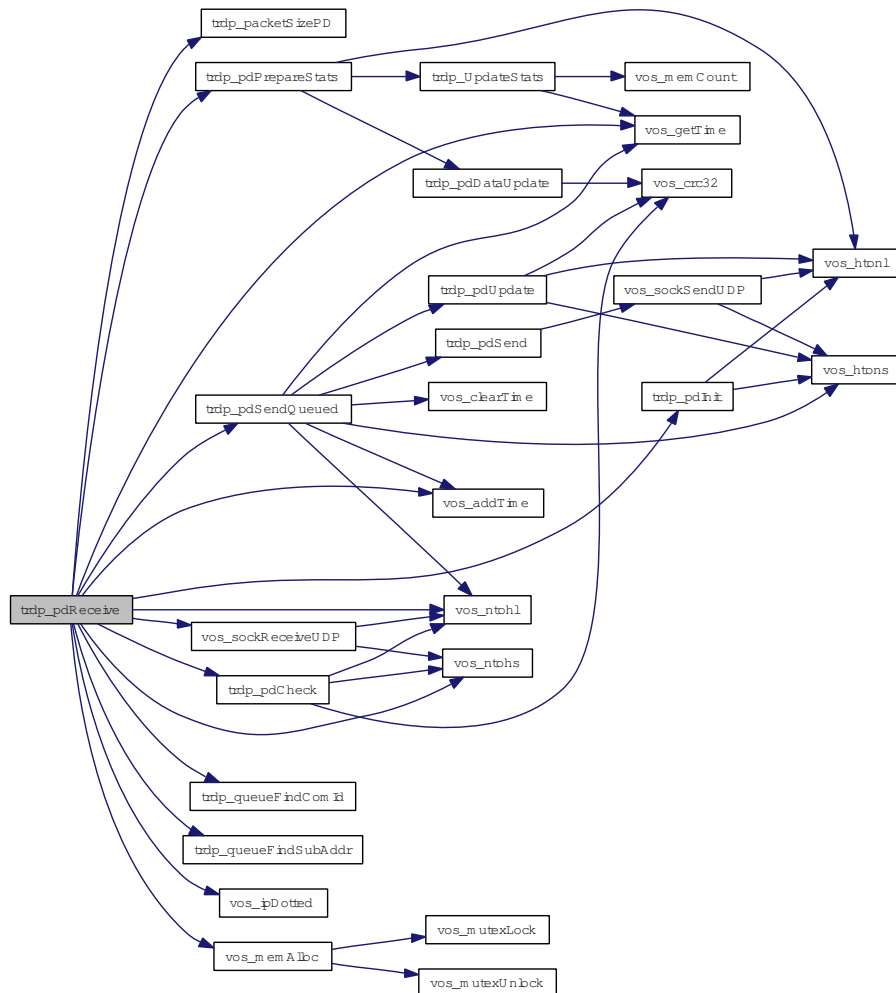 trdp_packetSizePD
trdp_pdPrepareStats
trdp_UpdateStats
vos_memCount
vos_getTime
trdp_pdDataUpdate
vos_crc32
vos_htonl
trdp_pdUpdate
vos_sockSendUDP
trdp_pdSend
vos_htons
trdp_pdInit
vos_clearTime
trdp_pdSendQueued
vos_addTime
trdp_pdReceive
vos_ntohl
vos_sockReceiveUDP
vos_ntohs
trdp_pdCheck
trdp_queueFindComId
trdp_queueFindSubAddr
vos_ipDotted
vos_mutexLock
vos_memAlloc
vos_mutexUnlock